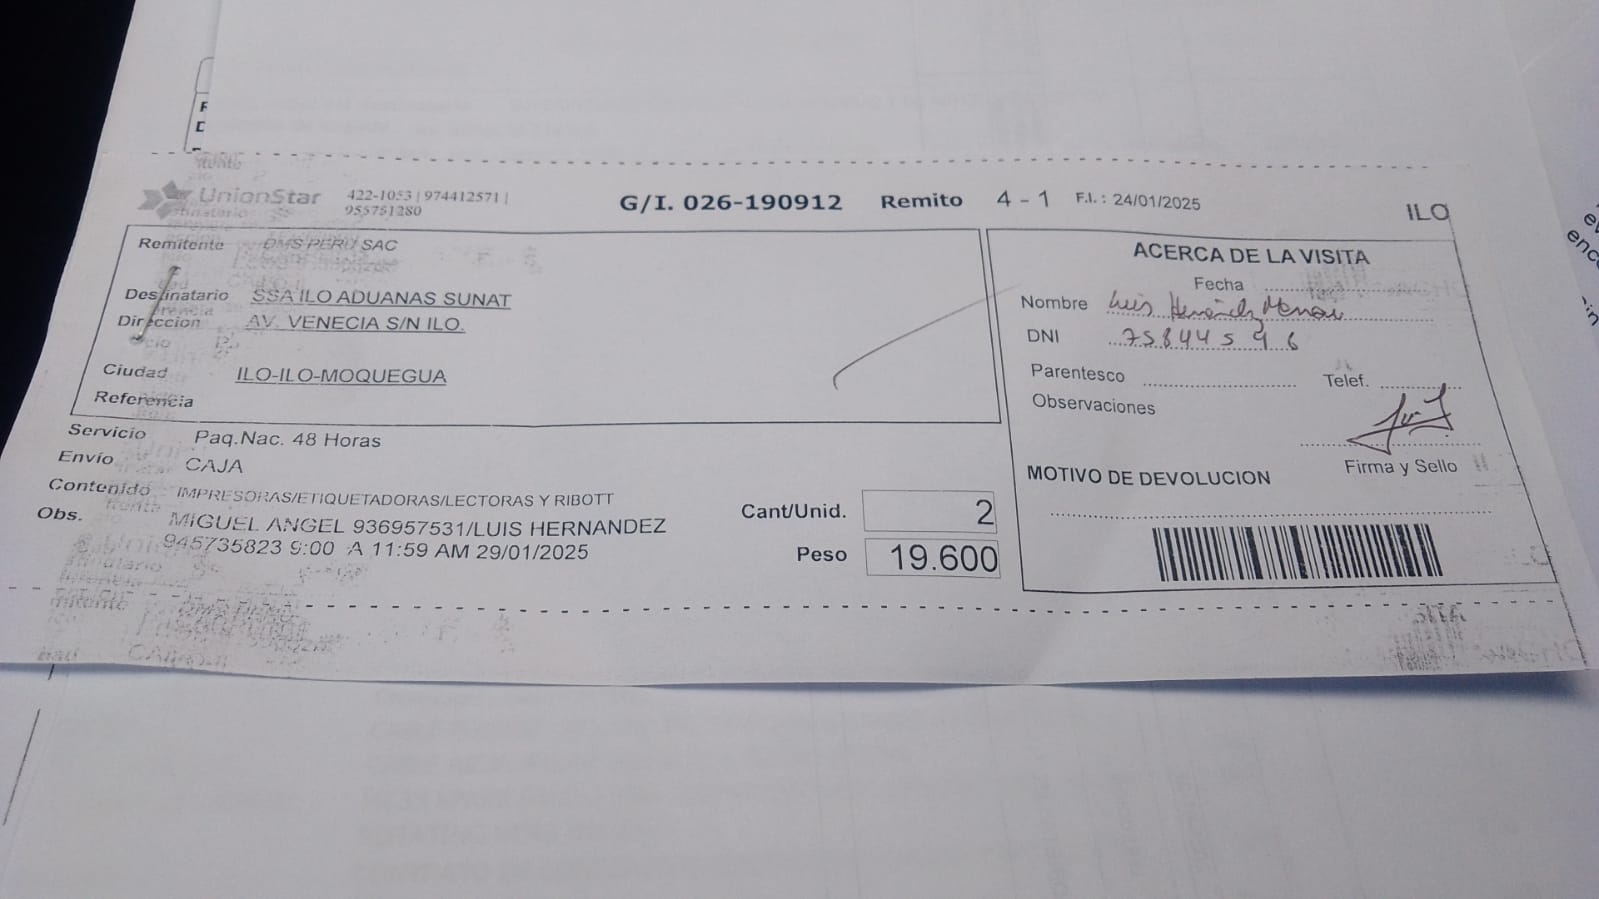 UnionStar 422-1053 | 974412571 |
955751280
G/I. 026-190912 Remito 4 - 1 F.I. : 24/01/2025
ILO
Remitente DMS PERU SAC
Destinatario SSA ILO ADUANAS SUNAT
Direccion AV. VENECIA S/N ILO.
Ciudad ILO-ILO-MOQUEGUA
Referencia
Servicio Paq.Nac. 48 Horas
Envío CAJA
Contenido IMPRESORAS/ETIQUETADORAS/LECTORAS Y RIBOTT
Obs. MIGUEL ANGEL 936957531/LUIS HERNANDEZ
945735823 9:00 A 11:59 AM 29/01/2025
Cant/Unid. 2
Peso 19.600
ACERCA DE LA VISITA
Fecha
Nombre Luis Hernández
DNI 75844596
Parentesco Telef.
Observaciones
Firma y Sello
MOTIVO DE DEVOLUCION